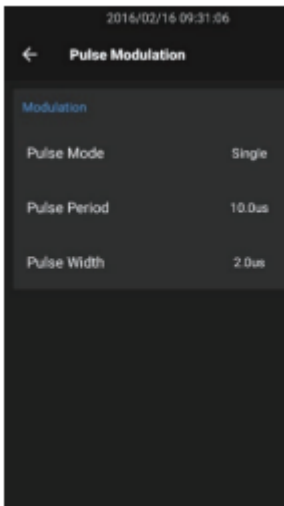 2016/02/16 09:31:06
Pulse Modulation
Modulation
Pulse Mode Single
Pulse Period 10.0us
Pulse Width 2.0us